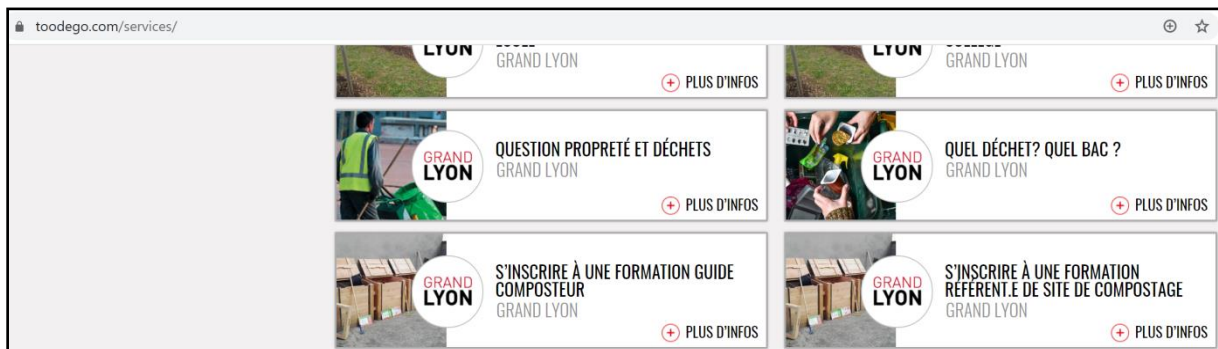 toodego.com/services/
LYON
GRAND LYON
PLUS D'INFOS
LYON
GRAND LYON
PLUS D'INFOS
GRAND
LYON
QUESTION PROPRETÉ ET DÉCHETS
GRAND LYON
PLUS D'INFOS
GRAND
LYON
QUEL DÉCHET? QUEL BAC ?
GRAND LYON
PLUS D'INFOS
GRAND
LYON
S'INSCRIRE À UNE FORMATION GUIDE
COMPOSTEUR
GRAND LYON
PLUS D'INFOS
GRAND
LYON
S'INSCRIRE À UNE FORMATION
RÉFÉRENT.E DE SITE DE COMPOSTAGE
GRAND LYON
PLUS D'INFOS